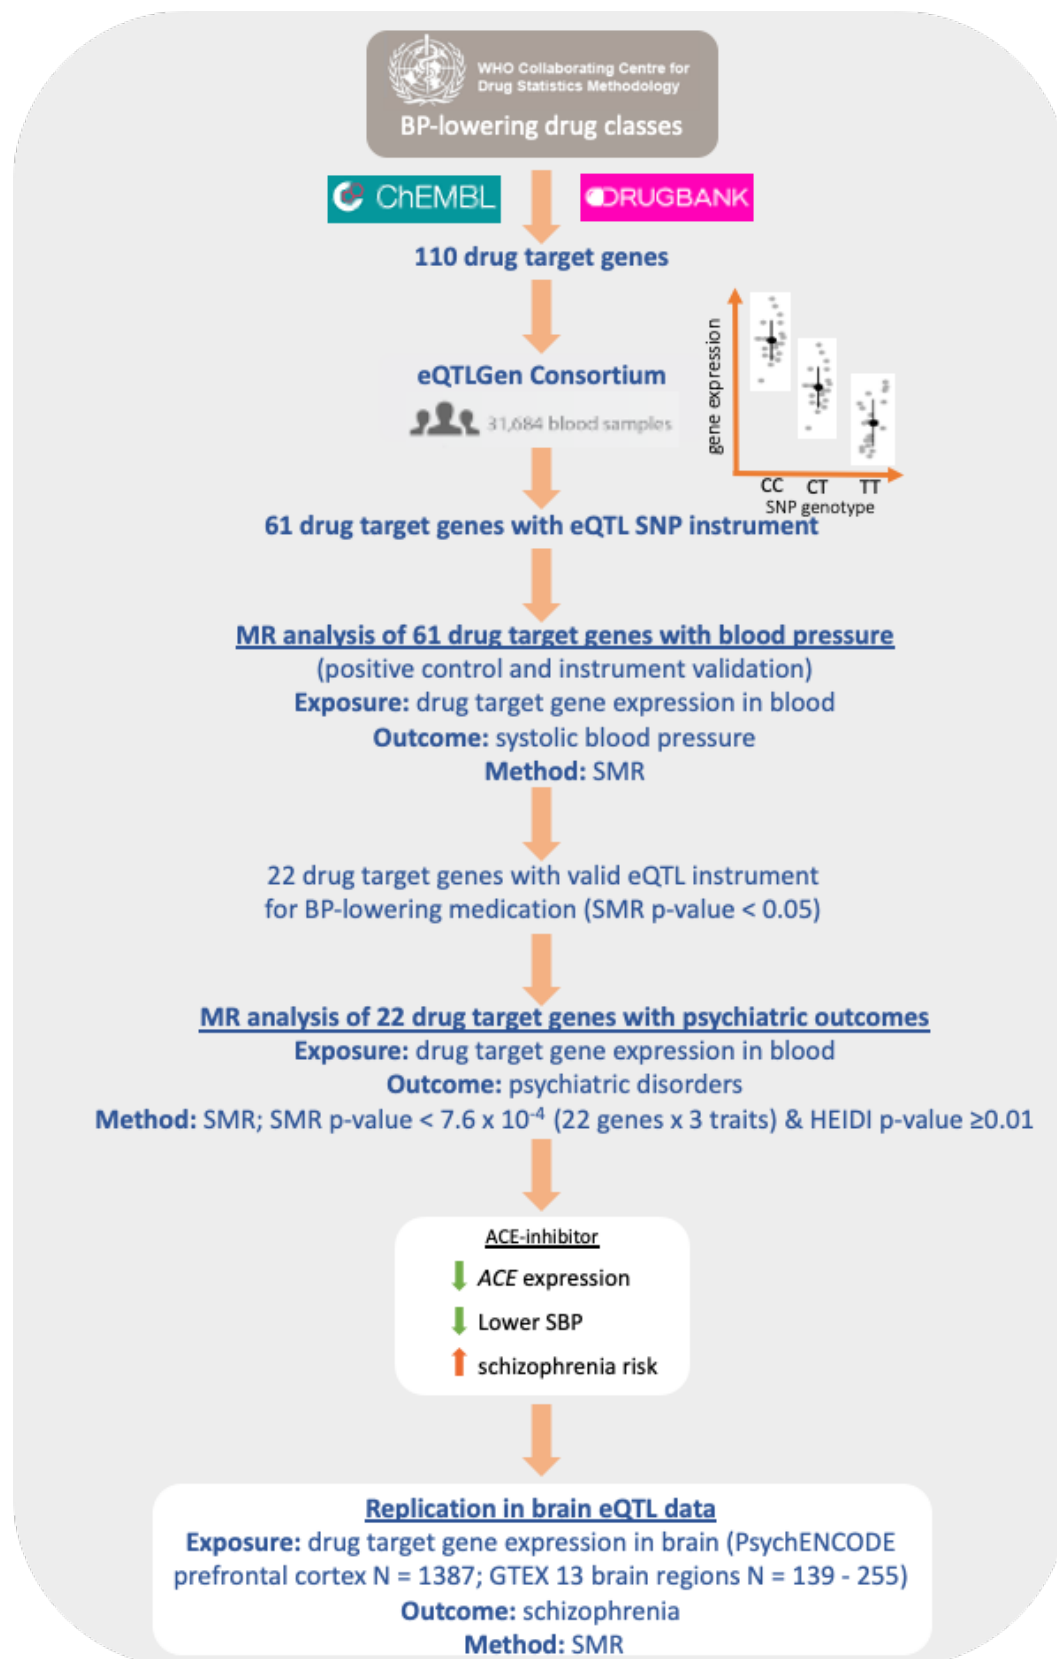 WHO Collaborating Centre for
Drug Statistics Methodology
BP-lowering drug classes
ChEMBL
DRUGBANK
110 drug target genes
eQTLGen Consortium
31,684 blood samples
gene expression
CC CT TT
SNP genotype
61 drug target genes with eQTL SNP instrument
MR analysis of 61 drug target genes with blood pressure
(positive control and instrument validation)
Exposure: drug target gene expression in blood
Outcome: systolic blood pressure
Method: SMR
22 drug target genes with valid eQTL instrument
for BP-lowering medication (SMR p-value < 0.05)
MR analysis of 22 drug target genes with psychiatric outcomes
Exposure: drug target gene expression in blood
Outcome: psychiatric disorders
Method: SMR; SMR p-value < 7.6 x 10⁻⁴ (22 genes x 3 traits) & HEIDI p-value ≥0.01
ACE-inhibitor
ACE expression
Lower SBP
schizophrenia risk
Replication in brain eQTL data
Exposure: drug target gene expression in brain (PsychENCODE
prefrontal cortex N = 1387; GTEX 13 brain regions N = 139 - 255)
Outcome: schizophrenia
Method: SMR